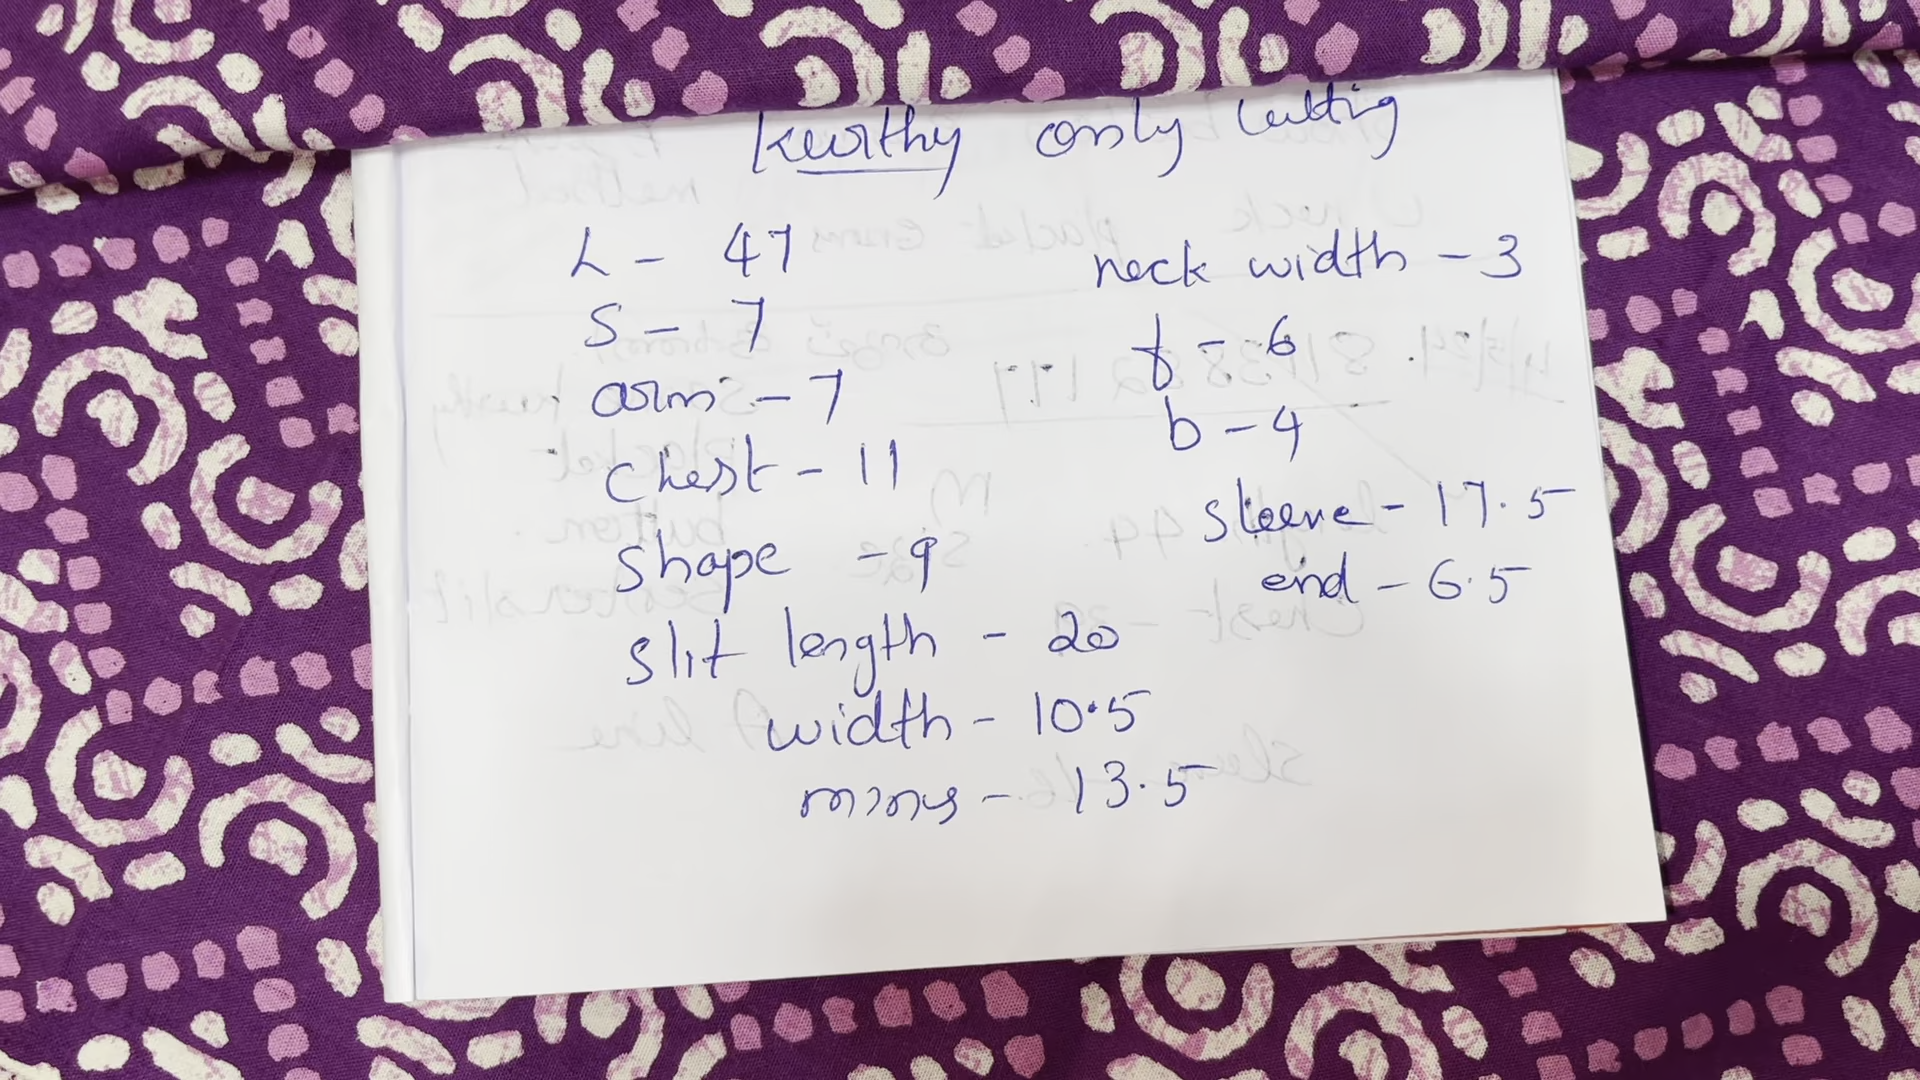 kurthy only cutting
L - 47
S - 7
arm - 7
chest - 11
shape - 9
slit length - 20
width - 10.5
- 13.5
neck width - 3
f - 6
b - 4
sleeve - 17.5
end - 6.5